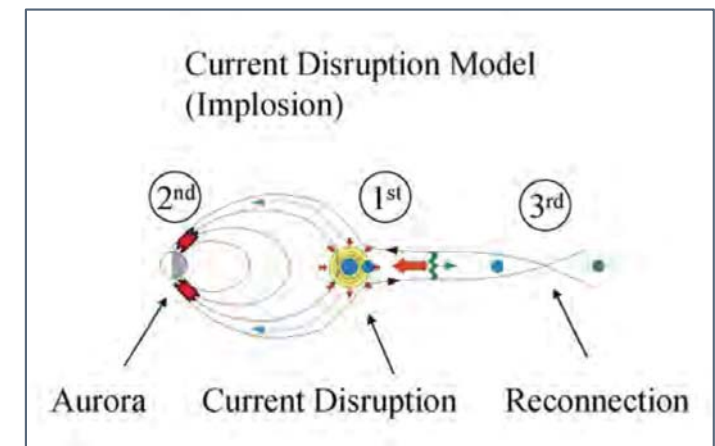 Current Disruption Model
(Implosion)
2nd
1st
3rd
Aurora
Current Disruption
Reconnection